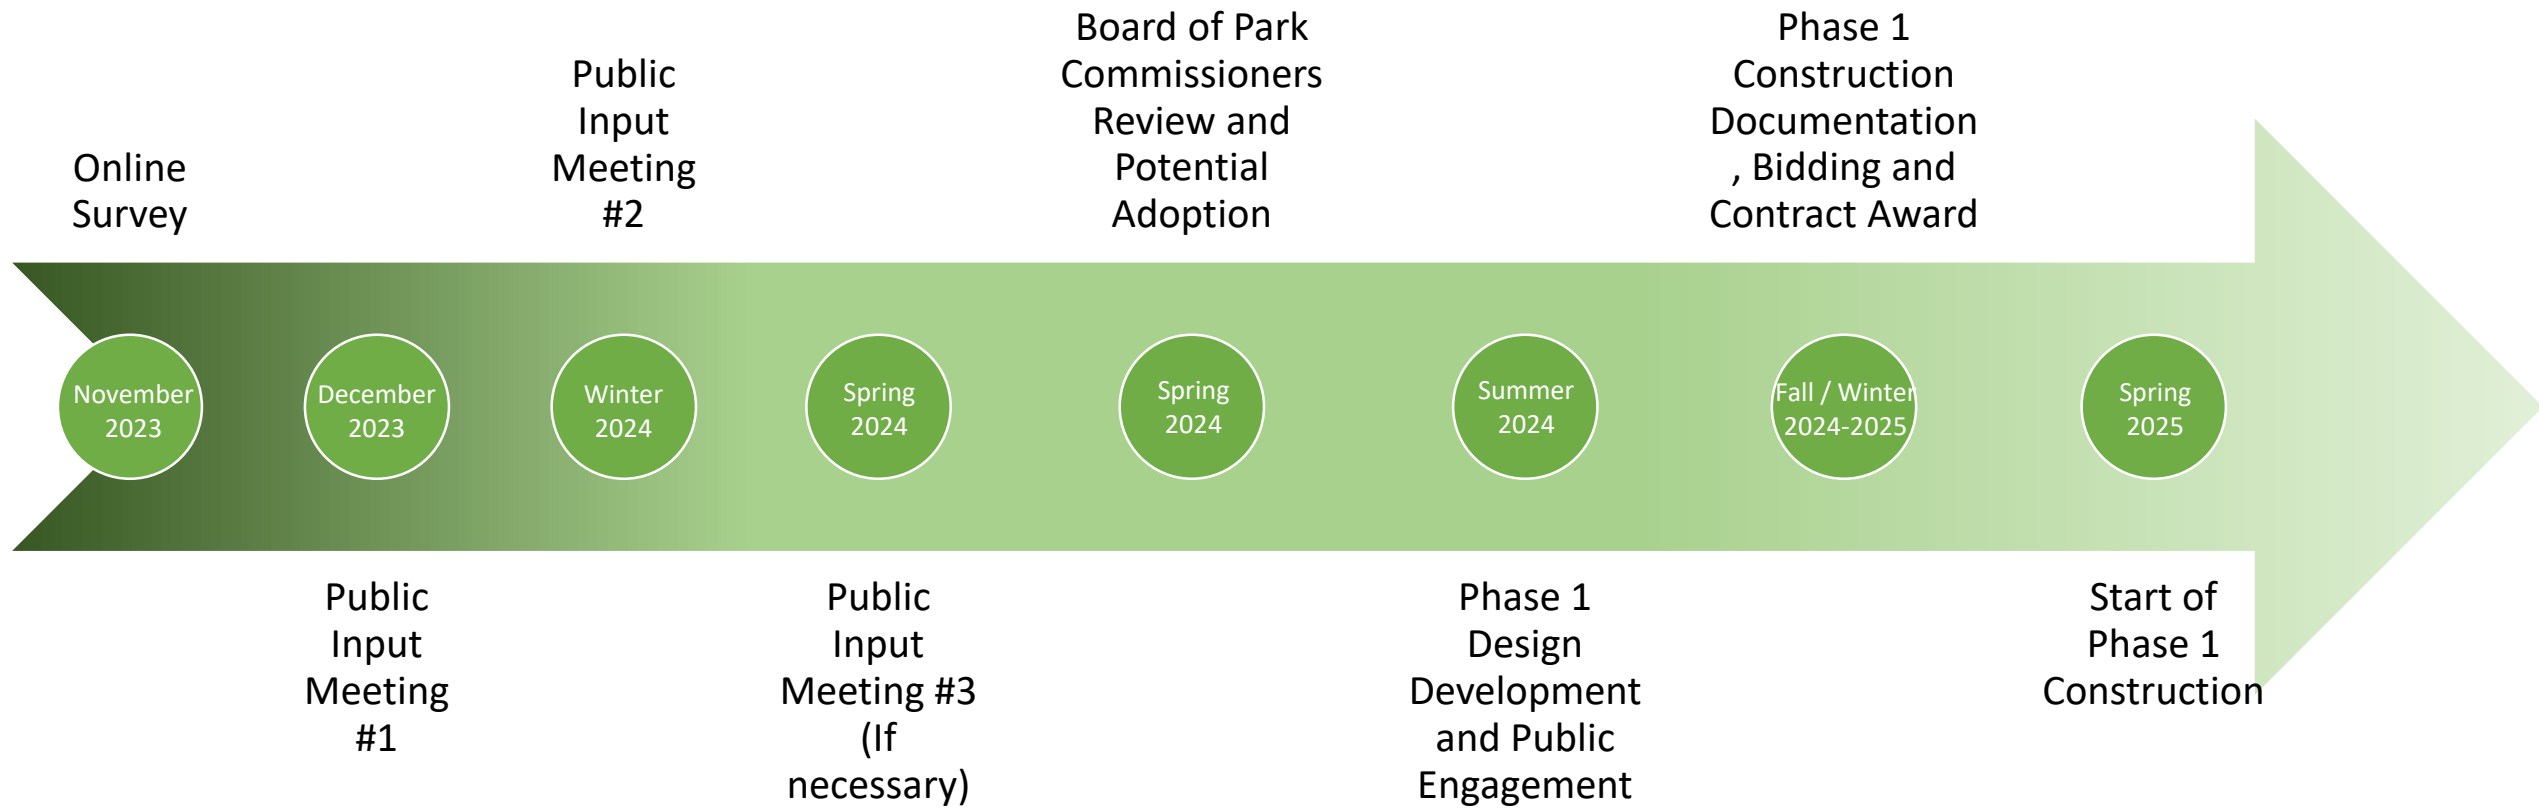 Online
Survey
Public
Input
Meeting
#2
Board of Park
Commissioners
Review and
Potential
Adoption
Phase 1
Construction
Documentation
, Bidding and
Contract Award
November
2023
December
2023
Winter
2024
Spring
2024
Spring
2024
Summer
2024
Fall / Winter
2024-2025
Spring
2025
Public
Input
Meeting
#1
Public
Input
Meeting #3
(If
necessary)
Phase 1
Design
Development
and Public
Engagement
Start of
Phase 1
Construction